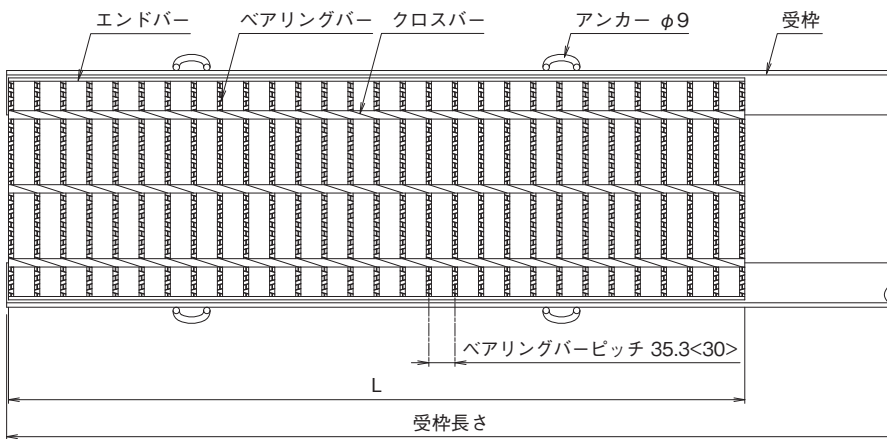 エンドバー
ベアリングバー
クロスバー
アンカー φ9
受枠
ベアリングバーピッチ 35.3<30>
L
受枠長さ